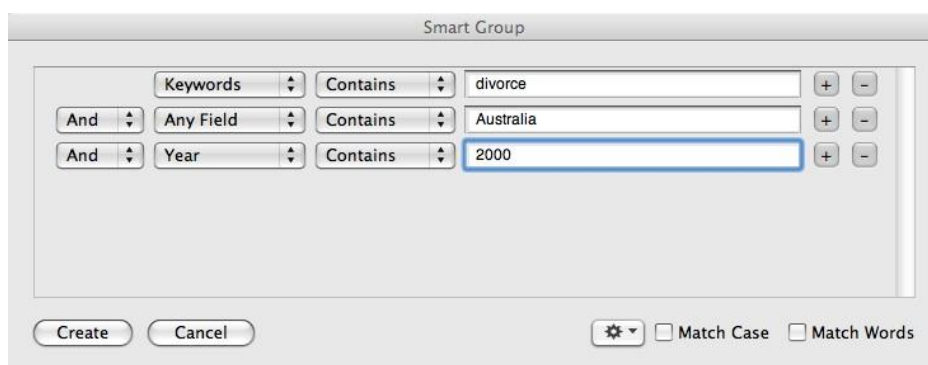 Smart Group
Keywords Contains divorce + -
And Any Field Contains Australia + -
And Year Contains 2000 + -
Create Cancel Match Case Match Words